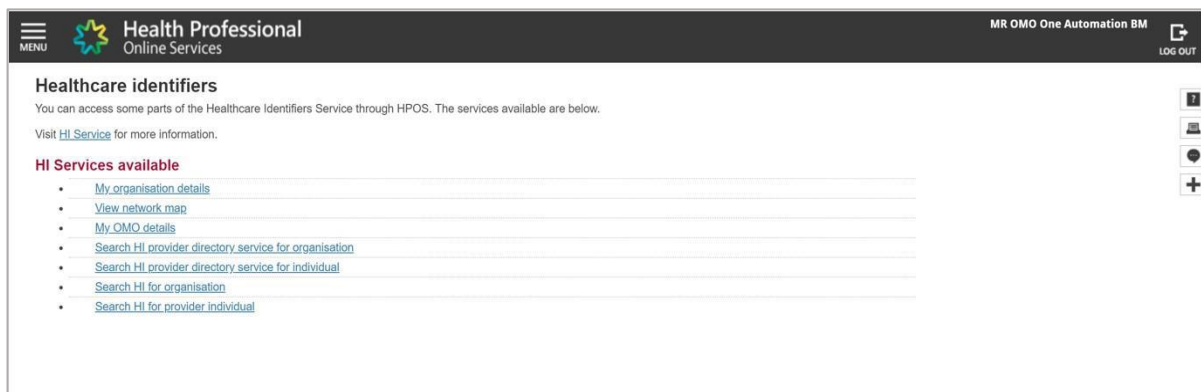 MENU
Health Professional
Online Services
MR OMO One Automation BM
LOG OUT
Healthcare identifiers
You can access some parts of the Healthcare Identifiers Service through HPOS. The services available are below.
Visit HI Service for more information.
HI Services available
• My organisation details
• View network map
• My OMO details
• Search HI provider directory service for organisation
• Search HI provider directory service for individual
• Search HI for organisation
• Search HI for provider individual
?